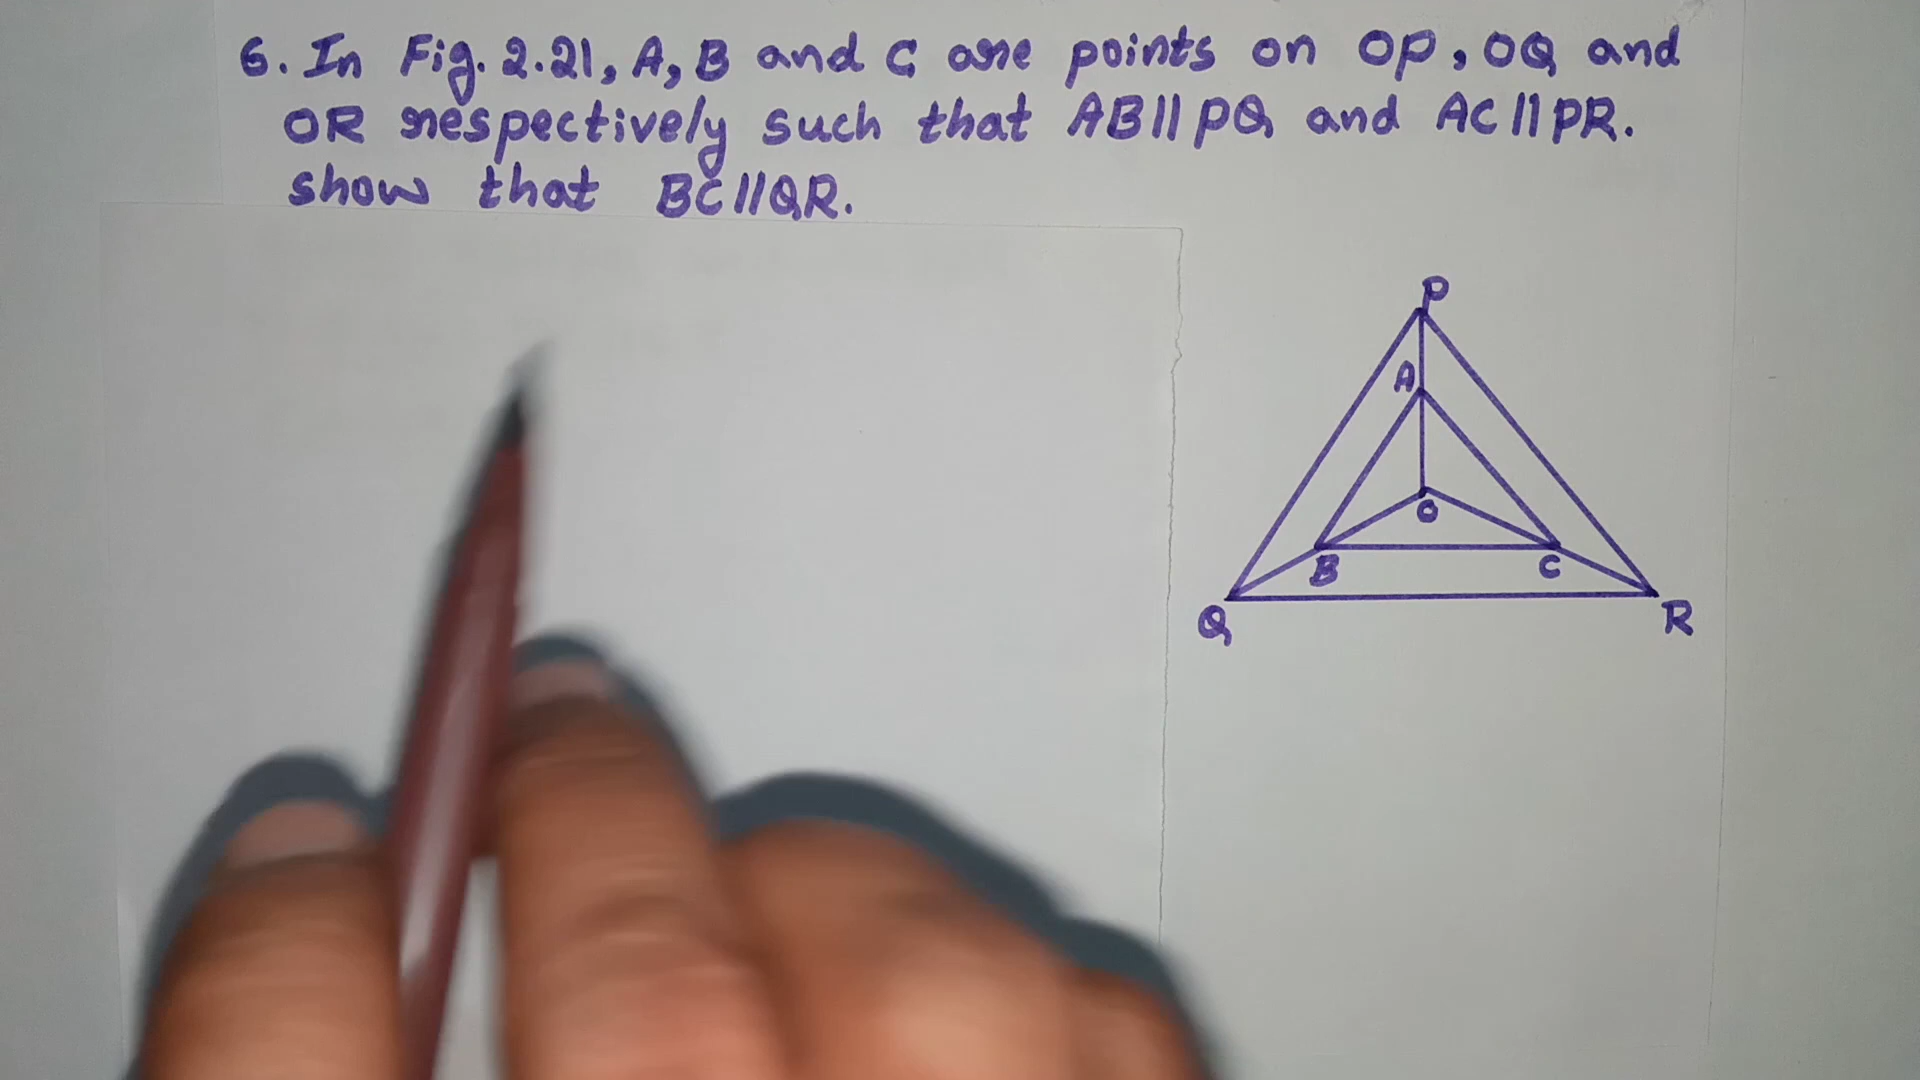 6. In Fig. 2.21, A, B and C are points on OP, OQ and
OR respectively such that AB||PQ and AC||PR.
show that BC||QR.
P
A
O
B
C
Q
R